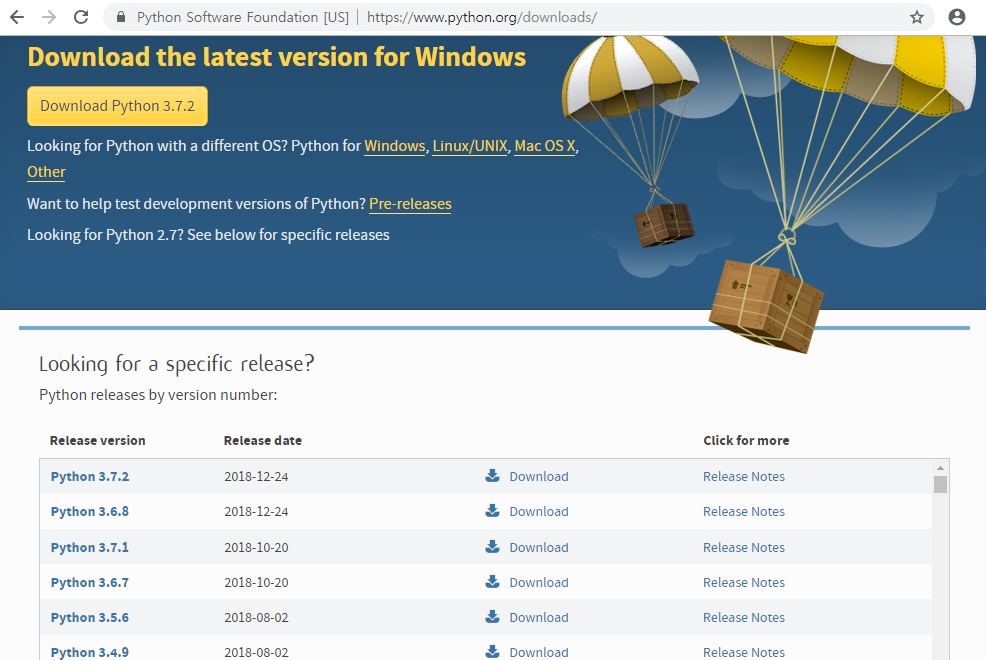 Python Software Foundation [US] | https://www.python.org/downloads/
Download the latest version for Windows
Download Python 3.7.2
Looking for Python with a different OS? Python for Windows, Linux/UNIX, Mac OS X,
Other
Want to help test development versions of Python? Pre-releases
Looking for Python 2.7? See below for specific releases
Looking for a specific release?
Python releases by version number:
Release version Release date Click for more
Python 3.7.2 2018-12-24 Download Release Notes
Python 3.6.8 2018-12-24 Download Release Notes
Python 3.7.1 2018-10-20 Download Release Notes
Python 3.6.7 2018-10-20 Download Release Notes
Python 3.5.6 2018-08-02 Download Release Notes
Python 3.4.9 2018-08-02 Download Release Notes